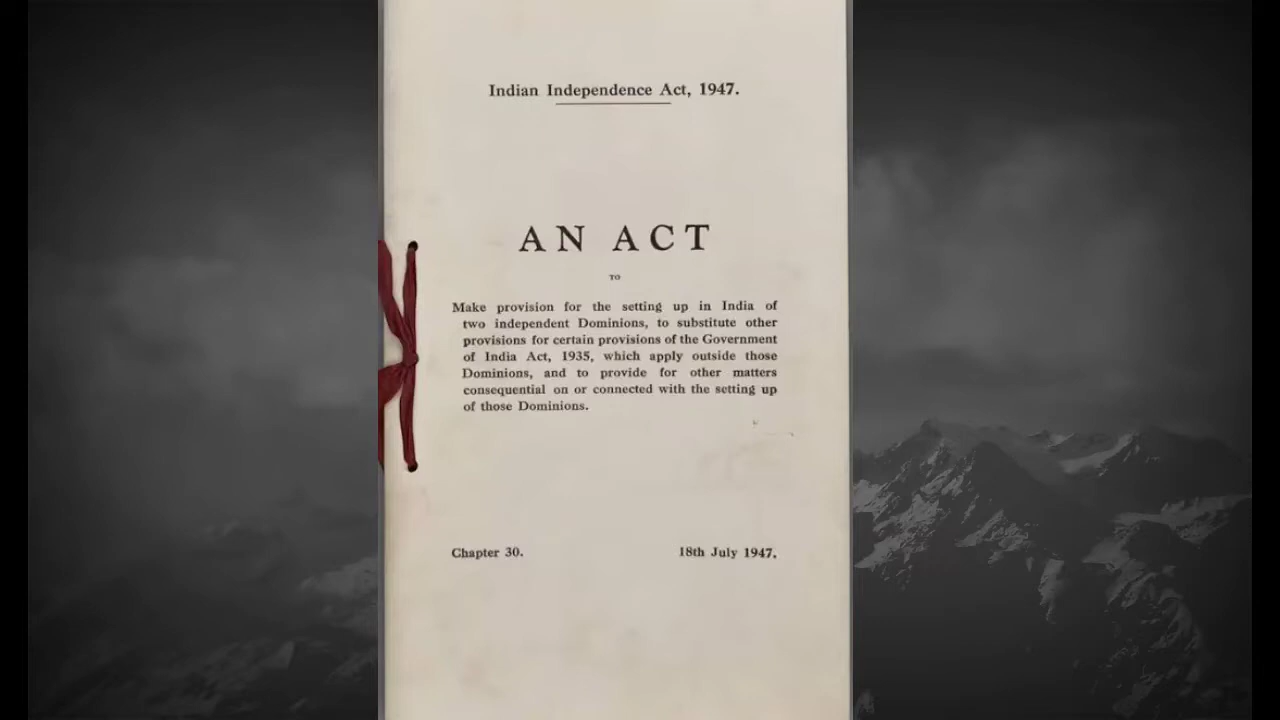 Indian Independence Act, 1947.
AN ACT
TO
Make provision for the setting up in India of
two independent Dominions, to substitute other
provisions for certain provisions of the Government
of India Act, 1935, which apply outside those
Dominions, and to provide for other matters
consequential on or connected with the setting up
of those Dominions.
Chapter 30.
18th July 1947.